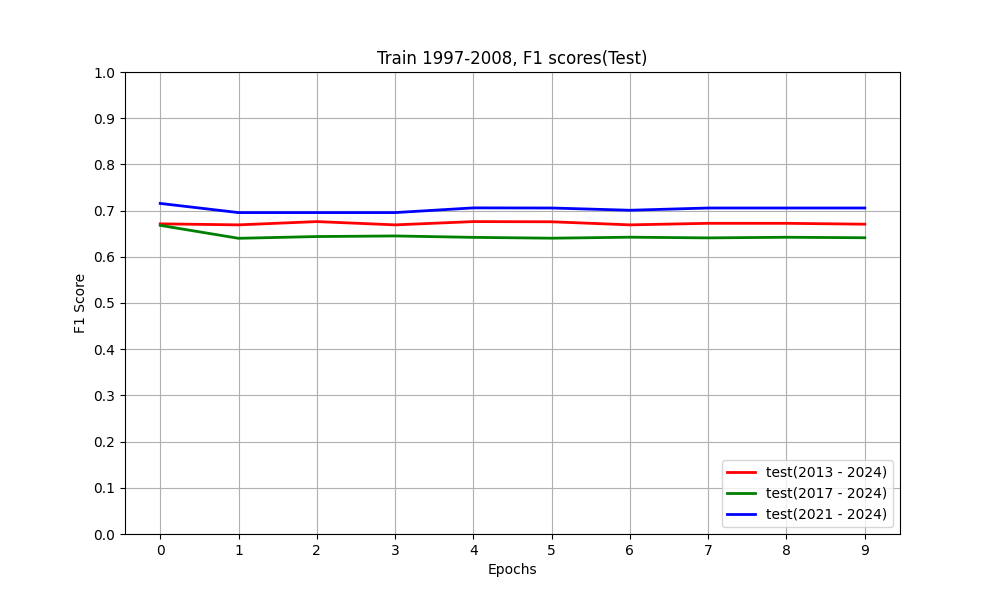 Train 1997-2008, F1 scores(Test)
1.0
0.9
0.8
0.7
0.6
0.5
0.4
0.3
0.2
0.1
0.0
F1 Score
test(2013 - 2024)
test(2017 - 2024)
test(2021 - 2024)
0 1 2 3 4 5 6 7 8 9
Epochs